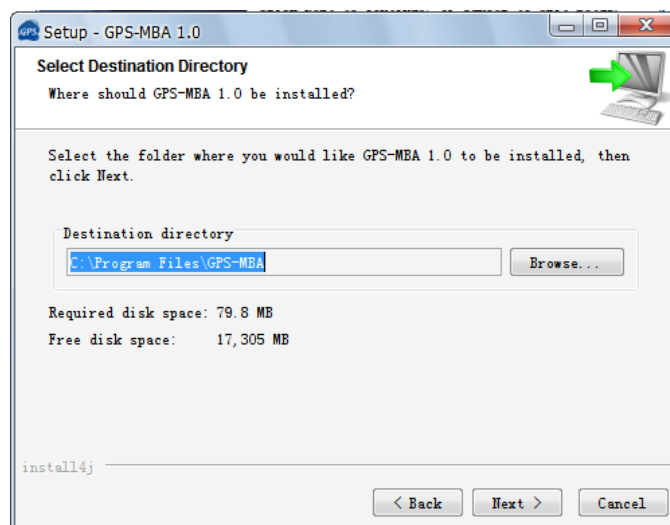 GPS Setup - GPS-MBA 1.0
Select Destination Directory
Where should GPS-MBA 1.0 be installed?
Select the folder where you would like GPS-MBA 1.0 to be installed, then
click Next.
Destination directory
C:\Program Files\GPS-MBA
Browse...
Required disk space: 79.8 MB
Free disk space: 17,305 MB
install4j
< Back Next > Cancel